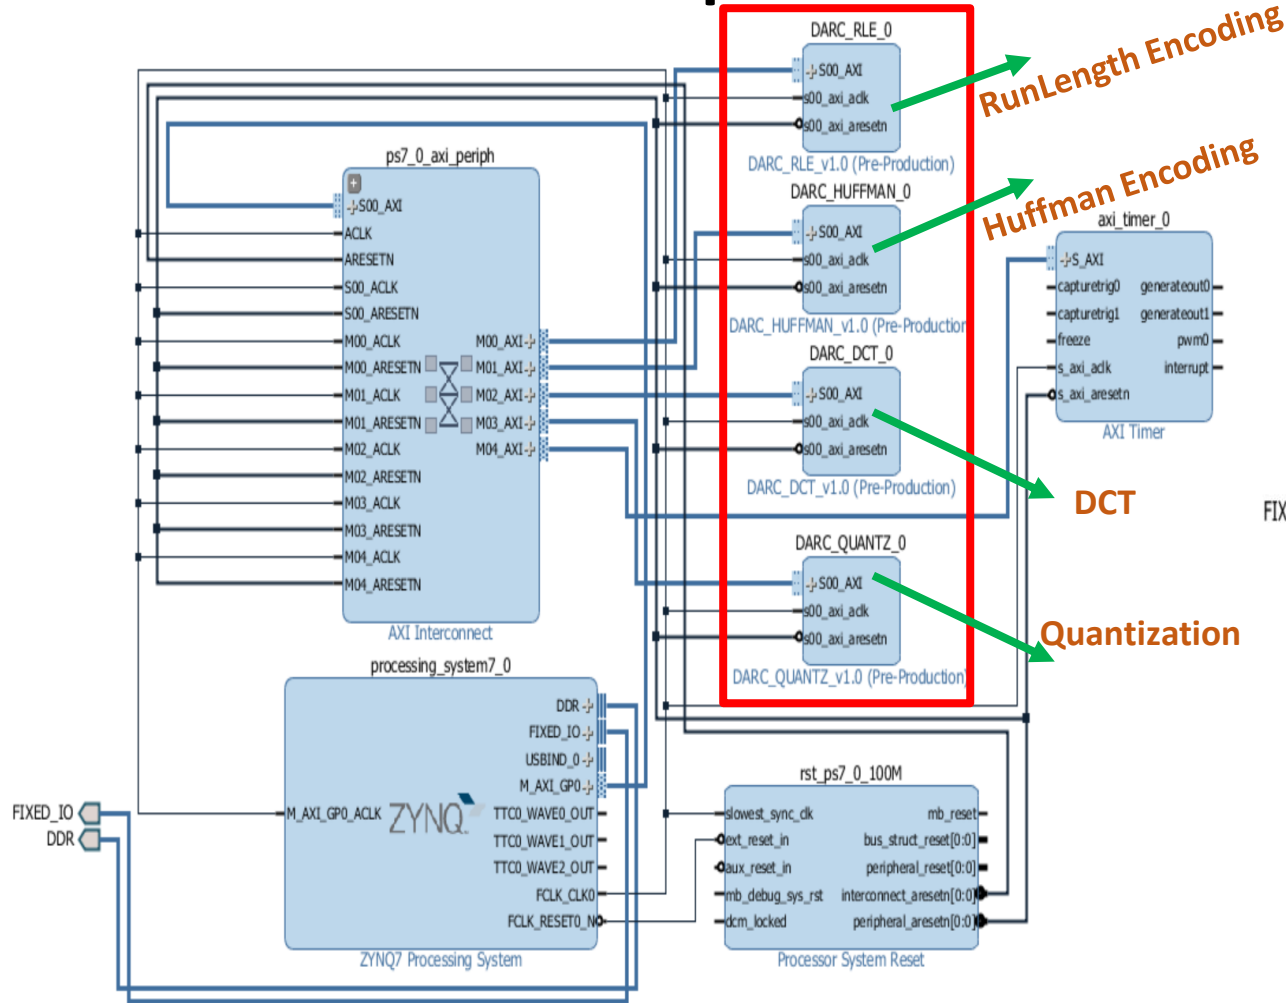 DARC_RLE_0
S00_AXI
s00_axi_aclk
s00_axi_aresetn
DARC_RLE_v1.0 (Pre-Production)
RunLength Encoding
DARC_HUFFMAN_0
S00_AXI
s00_axi_aclk
s00_axi_aresetn
DARC_HUFFMAN_v1.0 (Pre-Production
Huffman Encoding
DARC_DCT_0
S00_AXI
s00_axi_aclk
s00_axi_aresetn
DARC_DCT_v1.0 (Pre-Production)
DCT
DARC_QUANTZ_0
S00_AXI
s00_axi_aclk
s00_axi_aresetn
DARC_QUANTZ_v1.0 (Pre-Production)
Quantization
ps7_0_axi_periph
S00_AXI
ACLK
ARESETN
S00_ACLK
S00_ARESETN
M00_ACLK
M00_ARESETN
M01_ACLK
M01_ARESETN
M02_ACLK
M02_ARESETN
M03_ACLK
M03_ARESETN
M04_ACLK
M04_ARESETN
M00_AXI
M01_AXI
M02_AXI
M03_AXI
M04_AXI
AXI Interconnect
axi_timer_0
S_AXI
capturetrig0
capturetrig1
freeze
s_axi_aclk
s_axi_aresetn
generateout0
generateout1
pwm0
interrupt
AXI Timer
FIX
processing_system7_0
M_AXI_GP0_ACLK
ZYNQ
DDR
FIXED_IO
USBIND_0
M_AXI_GP0
TTC0_WAVE0_OUT
TTC0_WAVE1_OUT
TTC0_WAVE2_OUT
FCLK_CLK0
FCLK_RESET0_N
ZYNQ7 Processing System
FIXED_IO
DDR
rst_ps7_0_100M
slowest_sync_clk
ext_reset_in
aux_reset_in
mb_debug_sys_rst
dcm_locked
mb_reset
bus_struct_reset[0:0]
peripheral_reset[0:0]
interconnect_aresetn[0:0]
peripheral_aresetn[0:0]
Processor System Reset